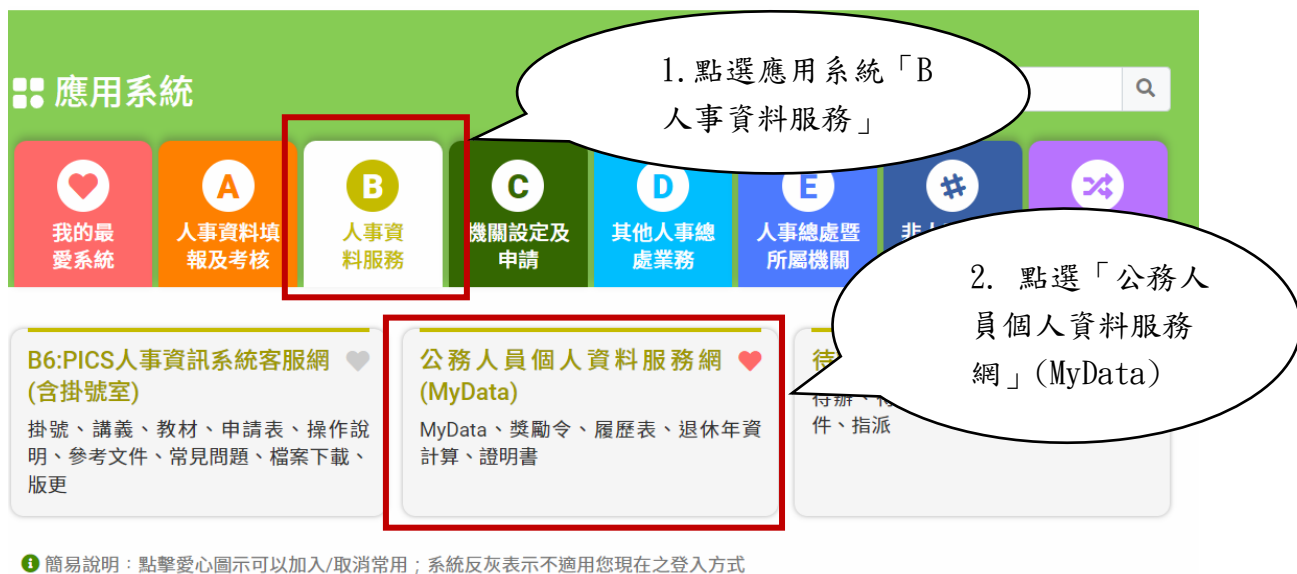 應用系統
1.點選應用系統「B
人事資料服務」
我的最
愛系統
A
人事資料填
報及考核
B
人事資
料服務
C
機關設定及
申請
D
其他人事總
處業務
E
人事總處暨
所屬機關
2. 點選「公務人
員個人資料服務
網」(MyData)
B6:PICS人事資訊系統客服網
(含掛號室)
掛號、講義、教材、申請表、操作說
明、參考文件、常見問題、檔案下載、
版更
公務人員個人資料服務網
(MyData)
MyData、獎勵令、履歷表、退休年資
計算、證明書
待
待辦、
件、指派
簡易說明：點擊愛心圖示可以加入/取消常用；系統反灰表示不適用您現在之登入方式